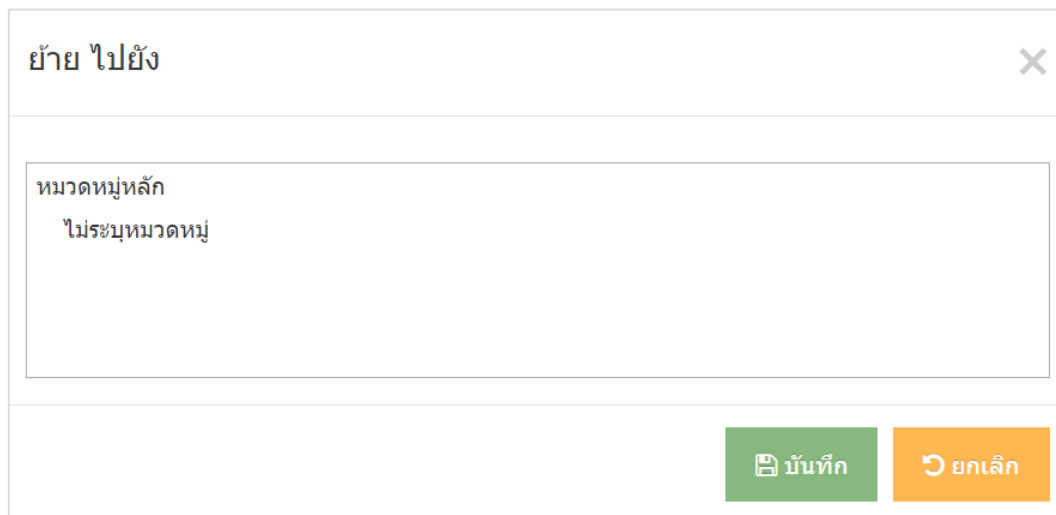 ย้าย ไปยัง
หมวดหมู่หลัก
ไม่ระบุหมวดหมู่
บันทึก
ยกเลิก